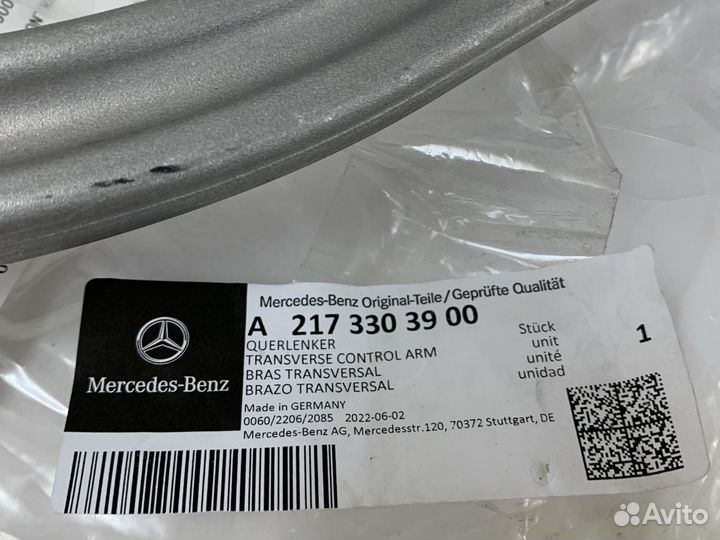 Mercedes-Benz Original-Teile/Geprüfte Qualität
A 217 330 39 00
QUERLENKER
TRANSVERSE CONTROL ARM
BRAS TRANSVERSAL
BRAZO TRANSVERSAL
Stück
unit
unité
unidad
1
Mercedes-Benz
Made in GERMANY
0060/2206/2085 2022-06-02
Mercedes-Benz AG, Mercedesstr.120, 70372 Stuttgart, DE
Avito